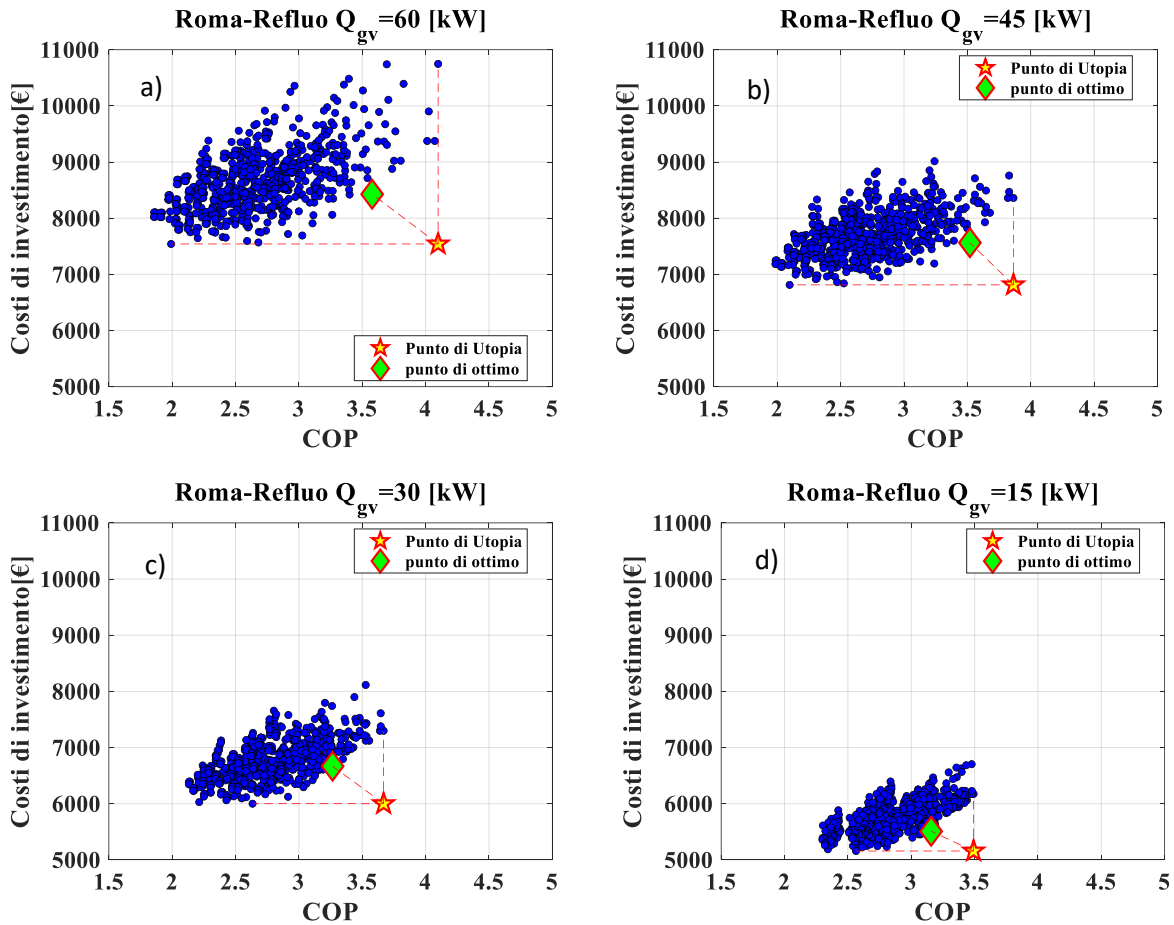 Roma-Refluo Q_gv=60 [kW]
a)
Costi di investimento[€]
11000
10000
9000
8000
7000
6000
5000
Punto di Utopia
punto di ottimo
1.5 2 2.5 3 3.5 4 4.5 5
COP
Roma-Refluo Q_gv=45 [kW]
b)
Costi di investimento[€]
11000
10000
9000
8000
7000
6000
5000
Punto di Utopia
punto di ottimo
1.5 2 2.5 3 3.5 4 4.5 5
COP
Roma-Refluo Q_gv=30 [kW]
c)
Costi di investimento[€]
11000
10000
9000
8000
7000
6000
5000
Punto di Utopia
punto di ottimo
1.5 2 2.5 3 3.5 4 4.5 5
COP
Roma-Refluo Q_gv=15 [kW]
d)
Costi di investimento[€]
11000
10000
9000
8000
7000
6000
5000
Punto di Utopia
punto di ottimo
1.5 2 2.5 3 3.5 4 4.5 5
COP